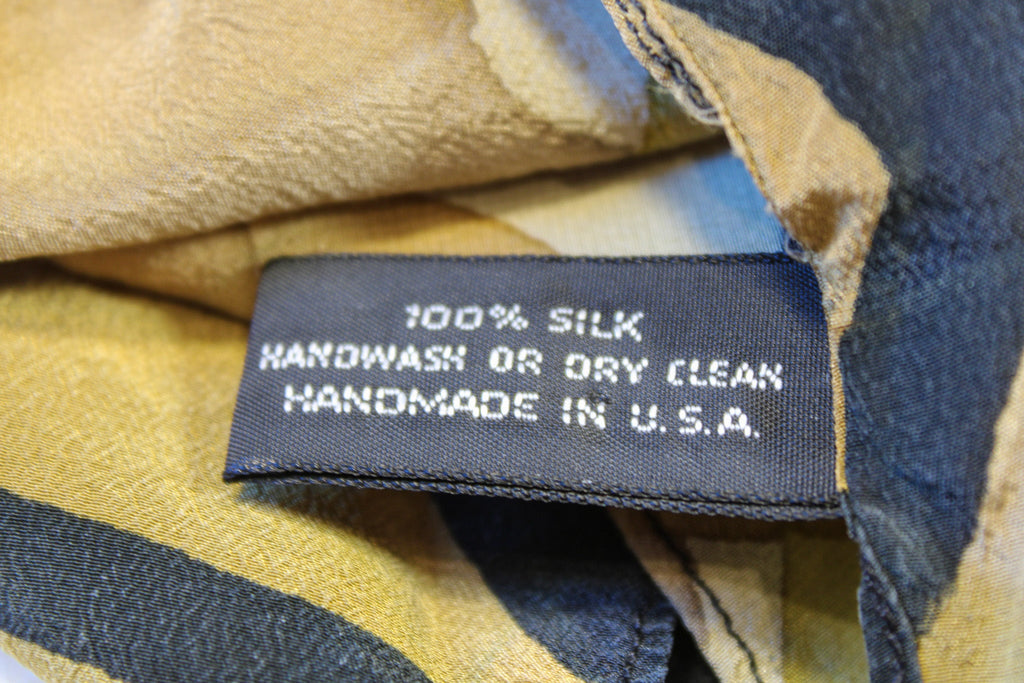 100% SILK
HANDWASH OR DRY CLEAN
HANDMADE IN U.S.A.